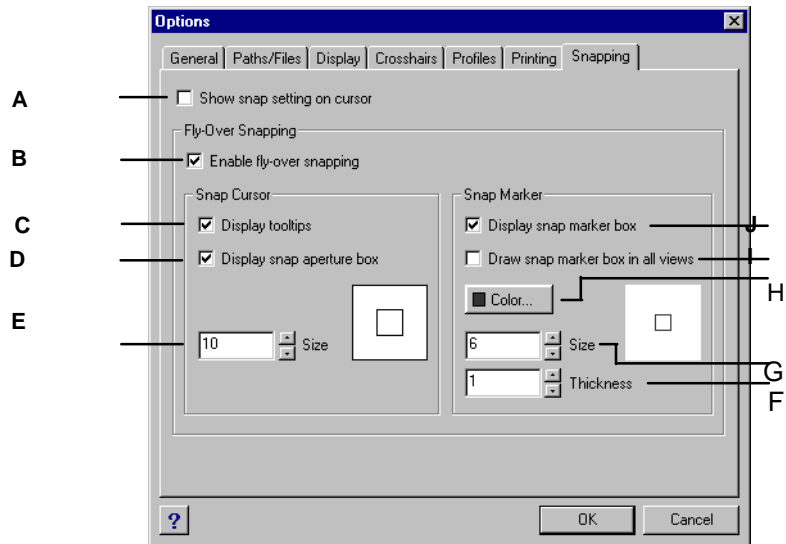 Options
General Paths/Files Display Crosshairs Profiles Printing Snapping
A Show snap setting on cursor
Fly-Over Snapping
B Enable fly-over snapping
Snap Cursor Snap Marker
C Display tooltips Display snap marker box J
D Display snap aperture box Draw snap marker box in all views I
Color... H
E 10 Size 6 Size G
1 Thickness F
? OK Cancel